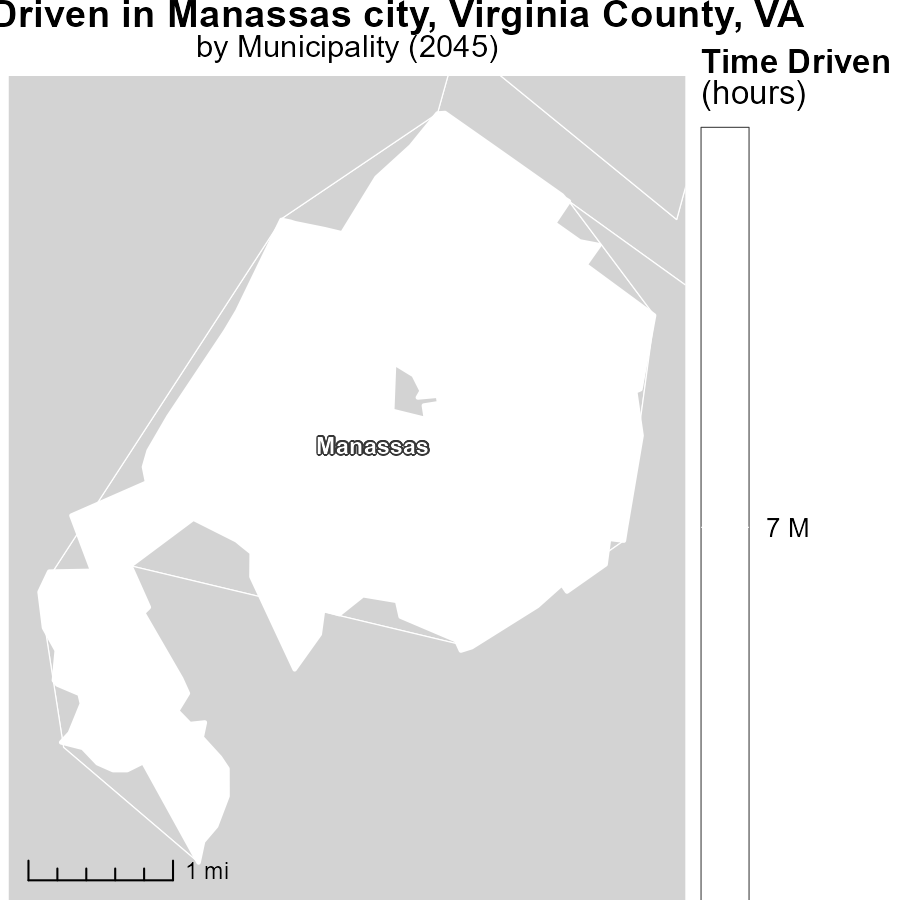 Driven in Manassas city, Virginia County, VA
by Municipality (2045)
Time Driven
(hours)
Manassas
7 M
1 mi